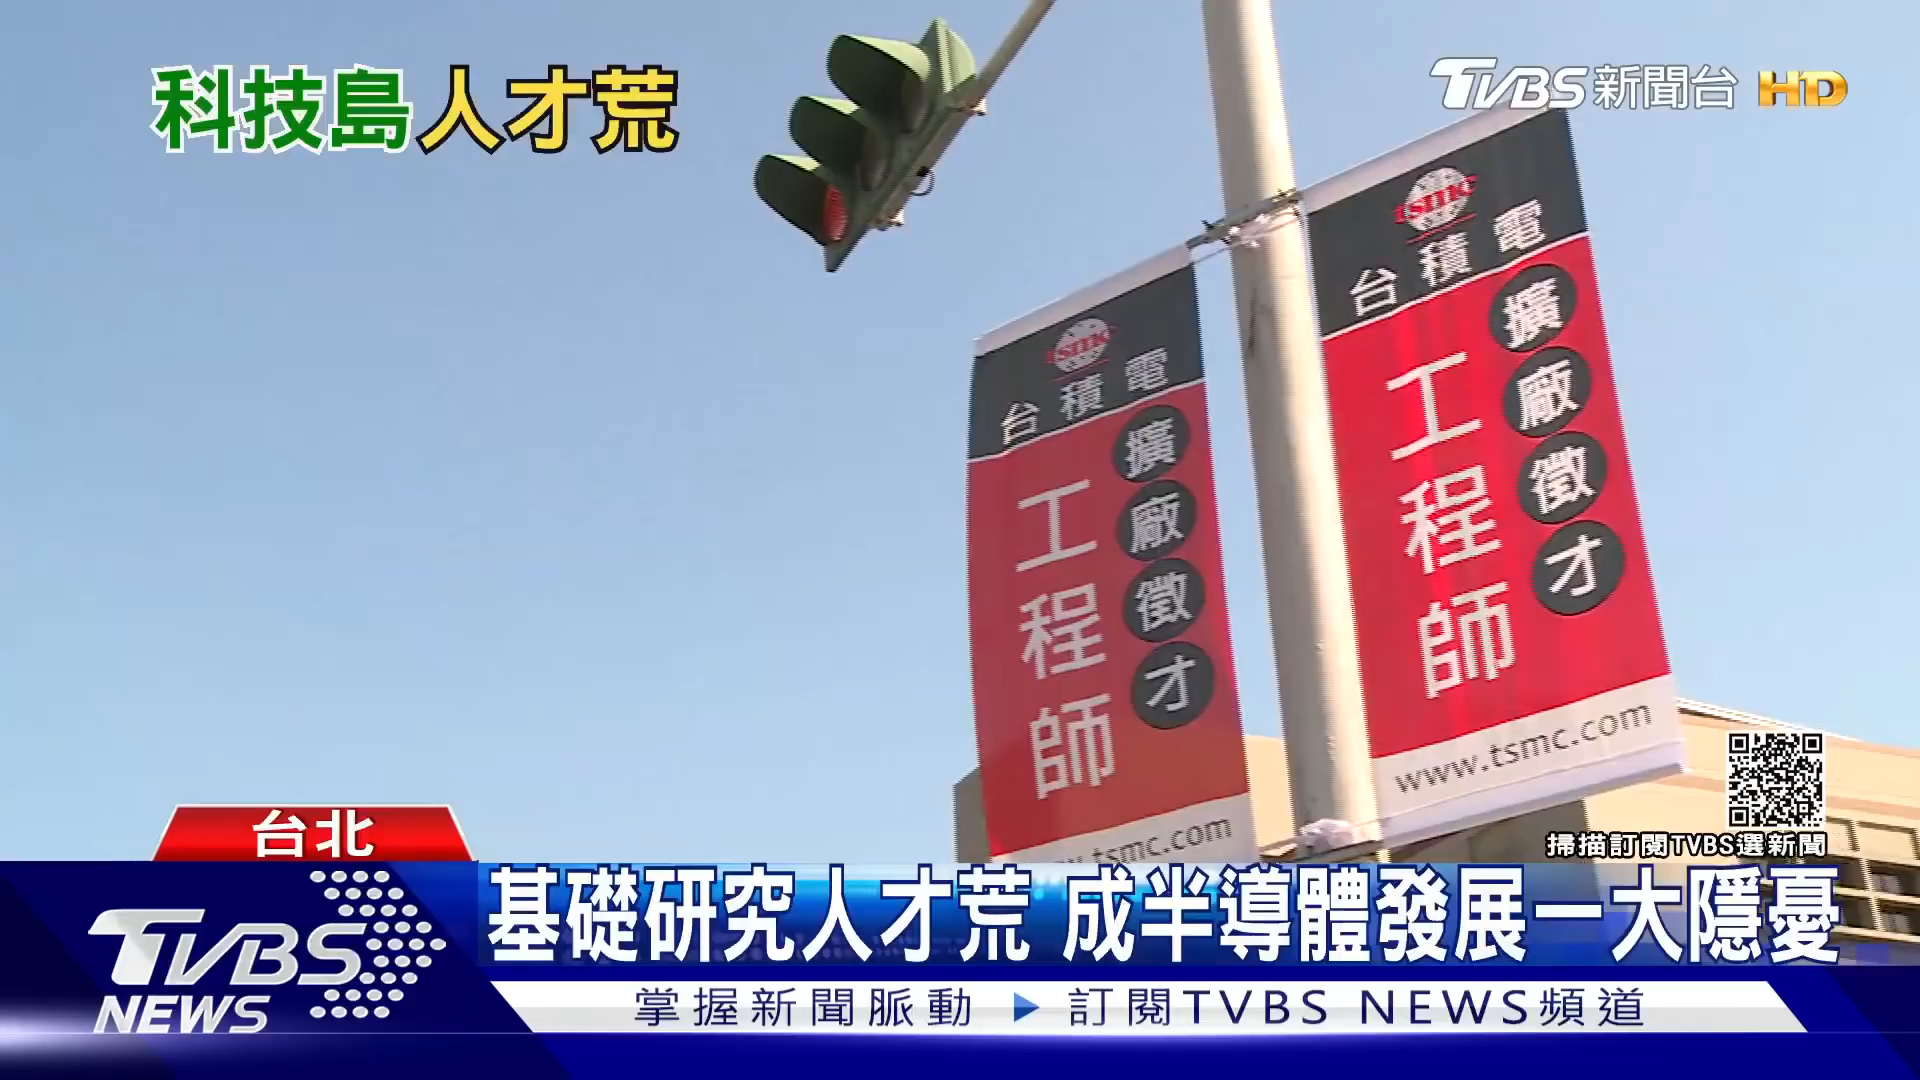 科技島人才荒
TVBS新聞台 HD
tsmc
台積電
擴廠徵才
工程師
www.tsmc.com
tsmc
台積電
擴廠徵才
工程師
tsmc.com
掃描訂閱TVBS選新聞
台北
基礎研究人才荒 成半導體發展一大隱憂
TVBS NEWS
掌握新聞脈動 ▶ 訂閱TVBS NEWS頻道